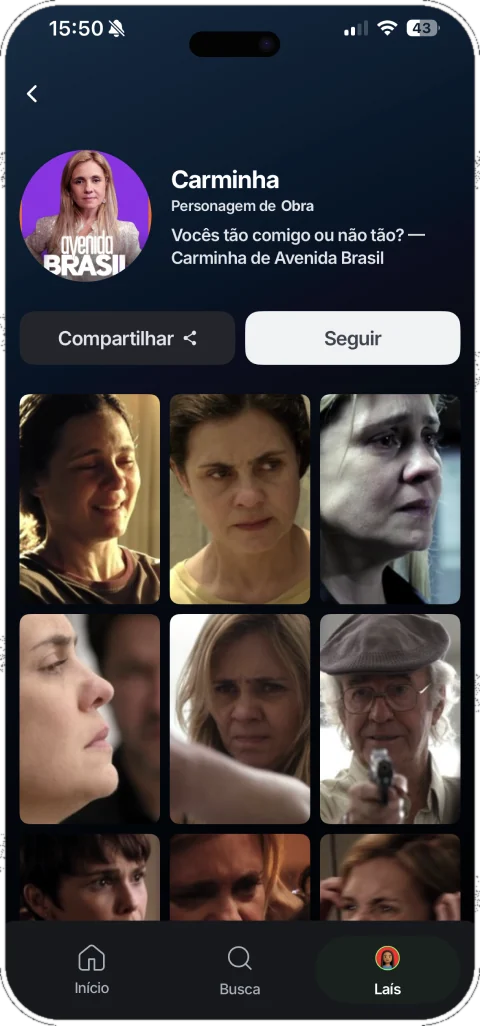 15:50
43
Carminha
Personagem de Obra
Vocês tão comigo ou não tão? —
Carminha de Avenida Brasil
avenida
BRASIL
Compartilhar
Seguir
Início
Busca
Laís